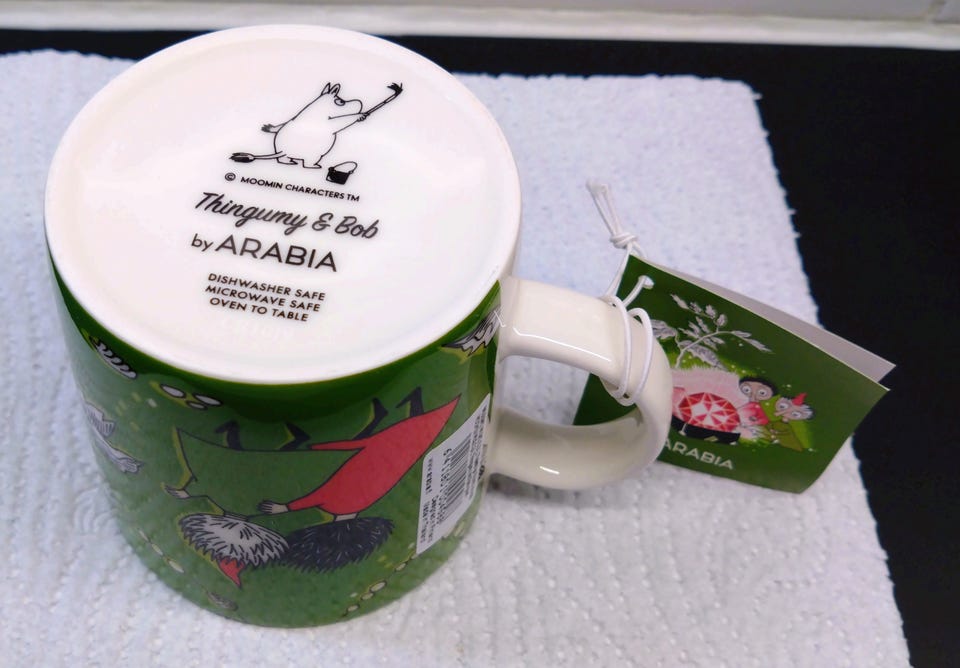 © MOOMIN CHARACTERS TM
Thingumy & Bob
by ARABIA
DISHWASHER SAFE
MICROWAVE SAFE
OVEN TO TABLE
ARABIA